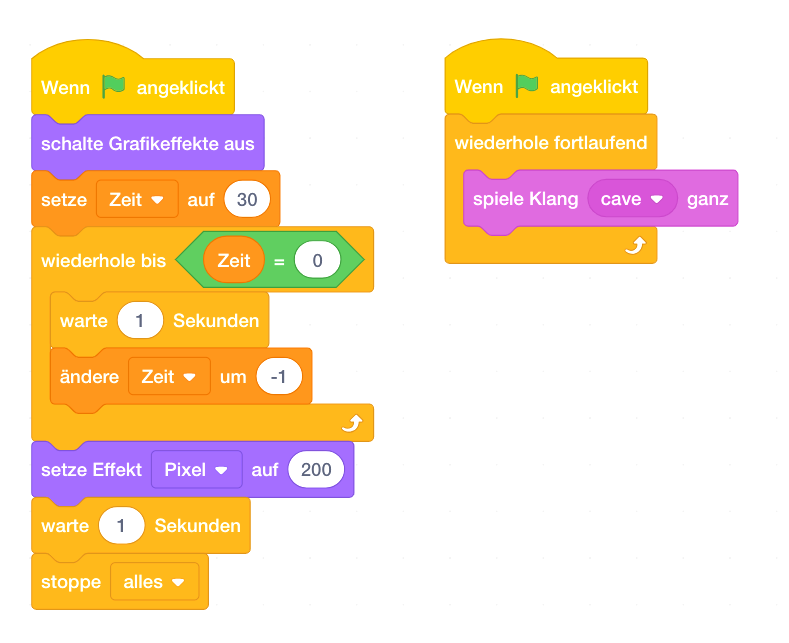 Wenn angeklickt
schalte Grafikeffekte aus
setze Zeit auf 30
wiederhole bis Zeit = 0
warte 1 Sekunden
ändere Zeit um -1
setze Effekt Pixel auf 200
warte 1 Sekunden
stoppe alles
Wenn angeklickt
wiederhole fortlaufend
spiele Klang cave ganz